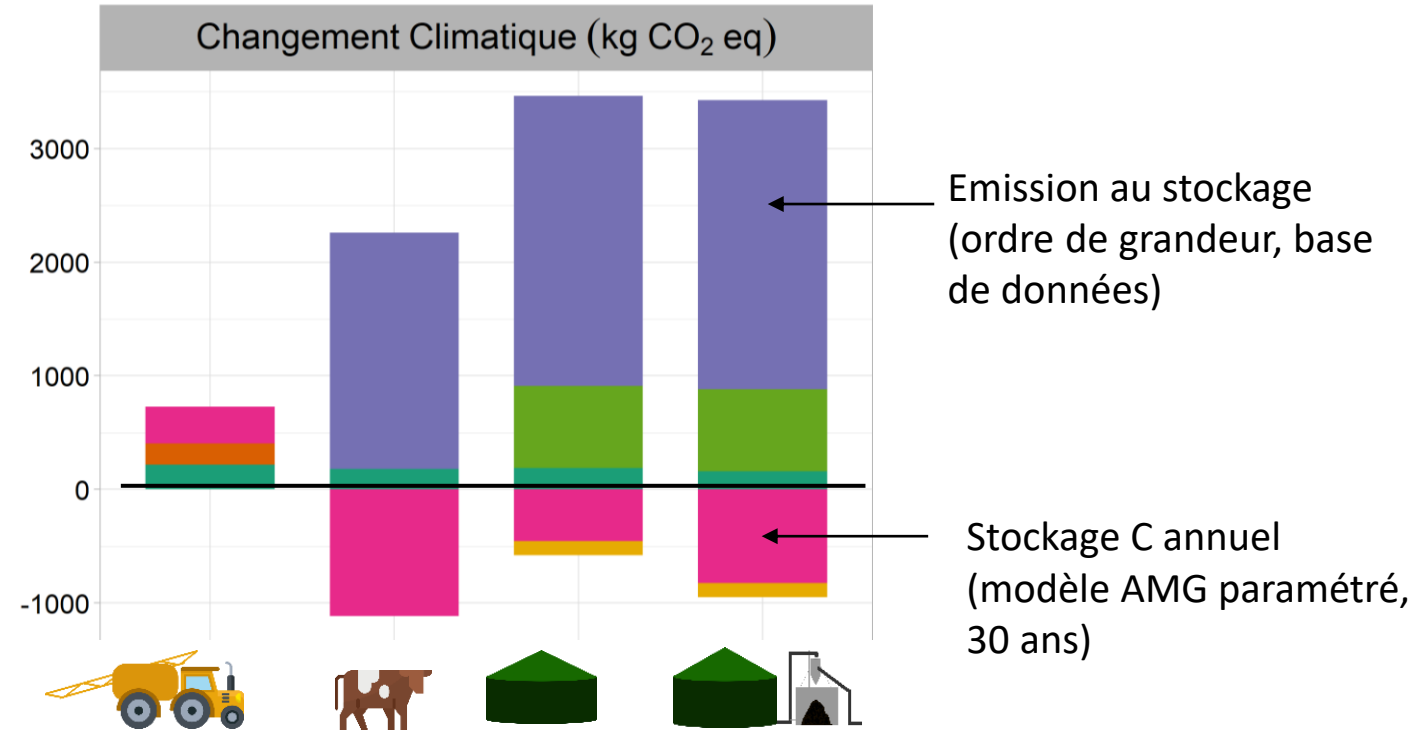 Changement Climatique (kg CO₂ eq)
3000
2000
1000
0
-1000
Emission au stockage
(ordre de grandeur, base
de données)
Stockage C annuel
(modèle AMG paramétré,
30 ans)